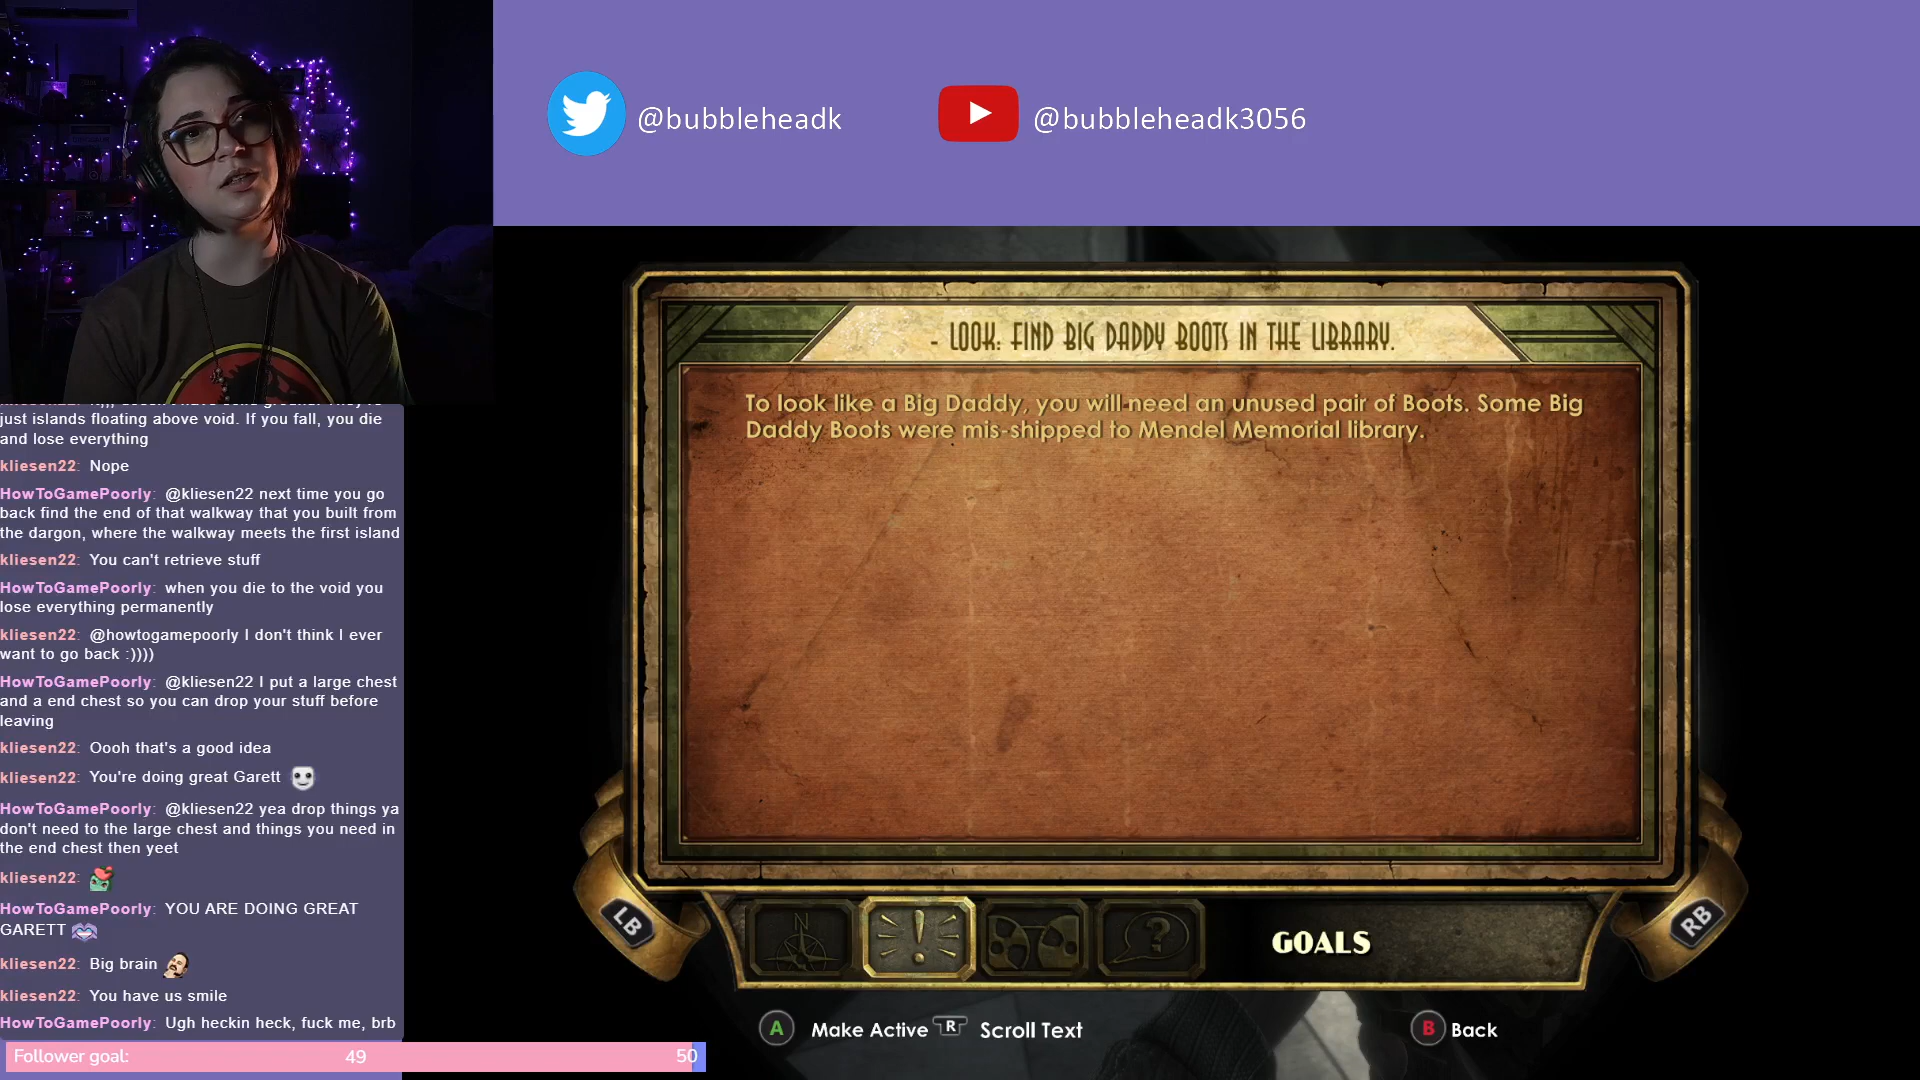 @bubbleheadk
@bubbleheadk3056
- LOOK: FIND BIG DADDY BOOTS IN THE LIBRARY.
To look like a Big Daddy, you will need an unused pair of Boots. Some Big
Daddy Boots were mis-shipped to Mendel Memorial library.
just islands floating above void. If you fall, you die
and lose everything
kliesen22: Nope
HowToGamePoorly: @kliesen22 next time you go
back find the end of that walkway that you built from
the dargon, where the walkway meets the first island
kliesen22: You can't retrieve stuff
HowToGamePoorly: when you die to the void you
lose everything permanently
kliesen22: @howtogamepoorly I don't think I ever
want to go back :))))
HowToGamePoorly: @kliesen22 I put a large chest
and a end chest so you can drop your stuff before
leaving
kliesen22: Oooh that's a good idea
kliesen22: You're doing great Garett
HowToGamePoorly: @kliesen22 yea drop things ya
don't need to the large chest and things you need in
the end chest then yeet
kliesen22:
HowToGamePoorly: YOU ARE DOING GREAT
GARETT
kliesen22: Big brain
kliesen22: You have us smile
HowToGamePoorly: Ugh heckin heck, fuck me, brb
Follower goal: 49 50
LB
N
!
?
GOALS
RB
A Make Active R Scroll Text
B Back